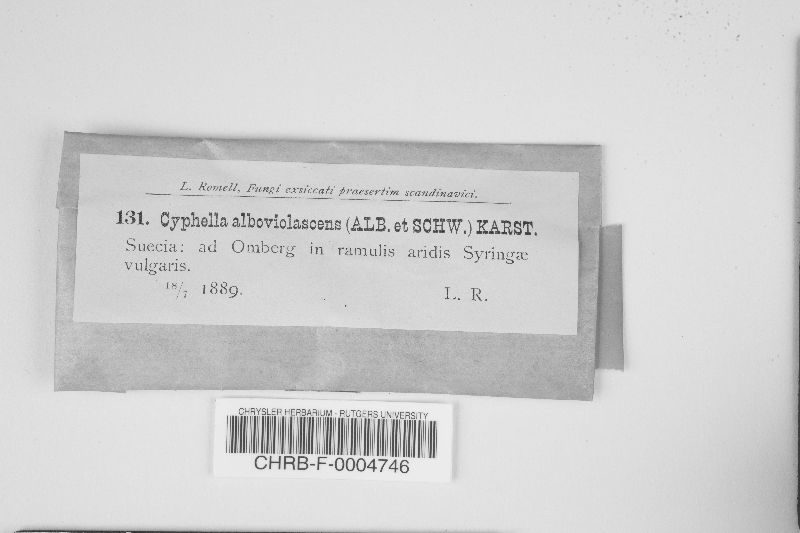 L. Romell, Fungi exsiccati praesertim scandinavici.
131. Cyphella alboviolascens (ALB. et SCHW.) KARST.
Suecia: ad Omberg in ramulis aridis Syringæ
vulgaris.
18/7 1889. L. R.
CHRYSLER HERBARIUM - RUTGERS UNIVERSITY
CHRB-F-0004746